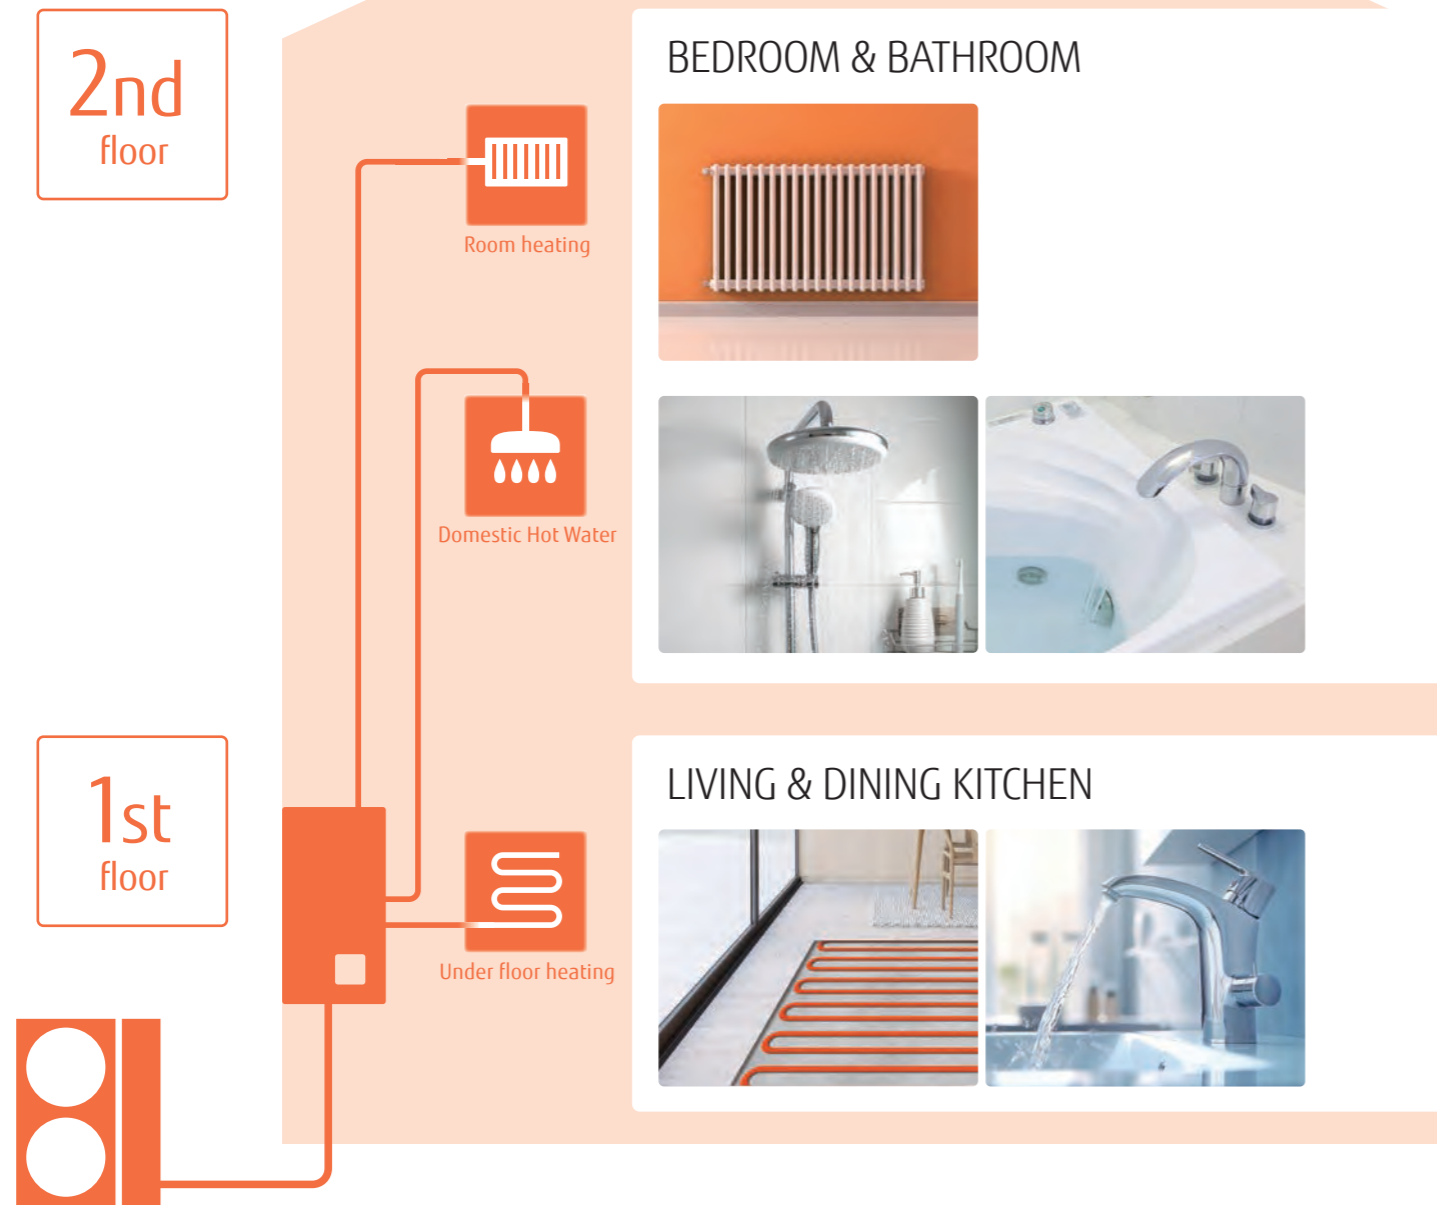 2nd
floor
BEDROOM & BATHROOM
Room heating
Domestic Hot Water
1st
floor
LIVING & DINING KITCHEN
Under floor heating